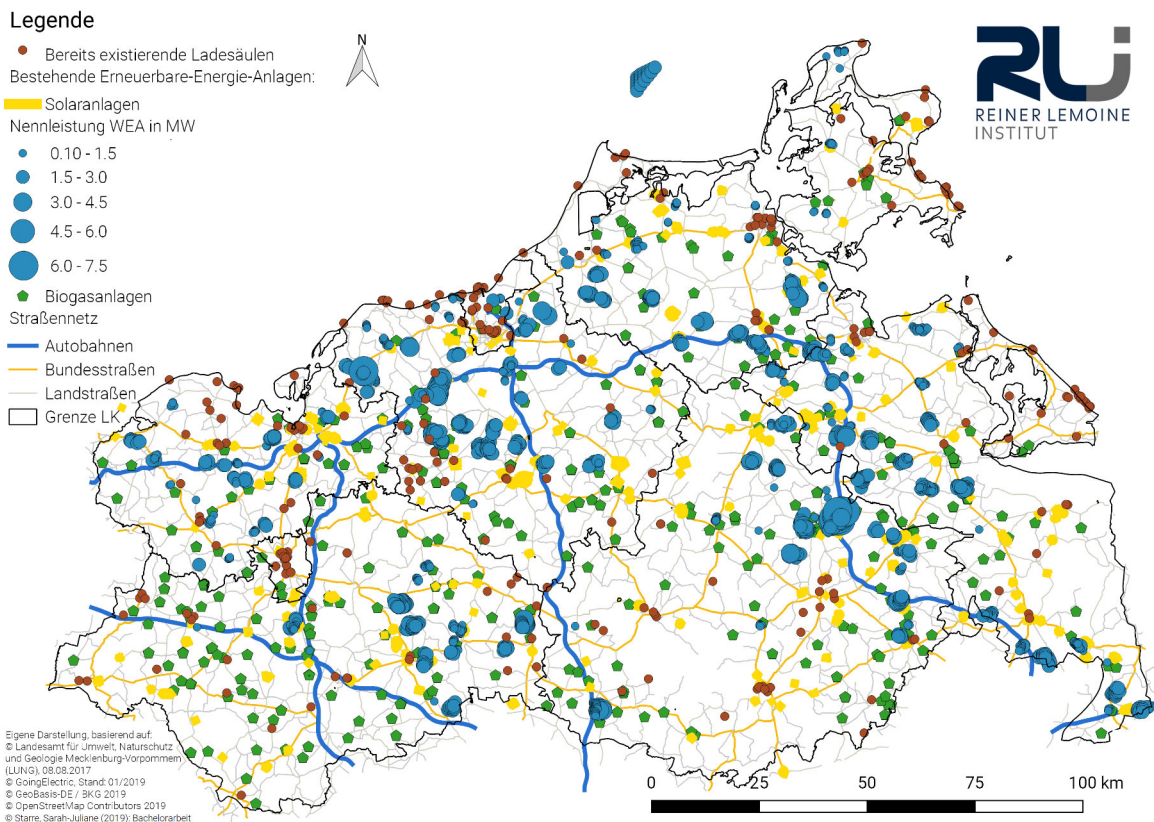 Legende
Bereits existierende Ladesäulen
Bestehende Erneuerbare-Energie-Anlagen:
Solaranlagen
Nennleistung WEA in MW
0.10 - 1.5
1.5 - 3.0
3.0 - 4.5
4.5 - 6.0
6.0 - 7.5
Biogasanlagen
Straßennetz
Autobahnen
Bundesstraßen
Landstraßen
Grenze LK
N
RLI
REINER LEMOINE
INSTITUT
Eigene Darstellung, basierend auf:
© Landesamt für Umwelt, Naturschutz
und Geologie Mecklenburg-Vorpommern
(LUNG), 08.08.2017
© GoingElectric, Stand: 01/2019
© GeoBasis-DE / BKG 2019
© OpenStreetMap Contributors 2019
© Starre, Sarah-Juliane (2019): Bachelorarbeit
0 25 50 75 100 km